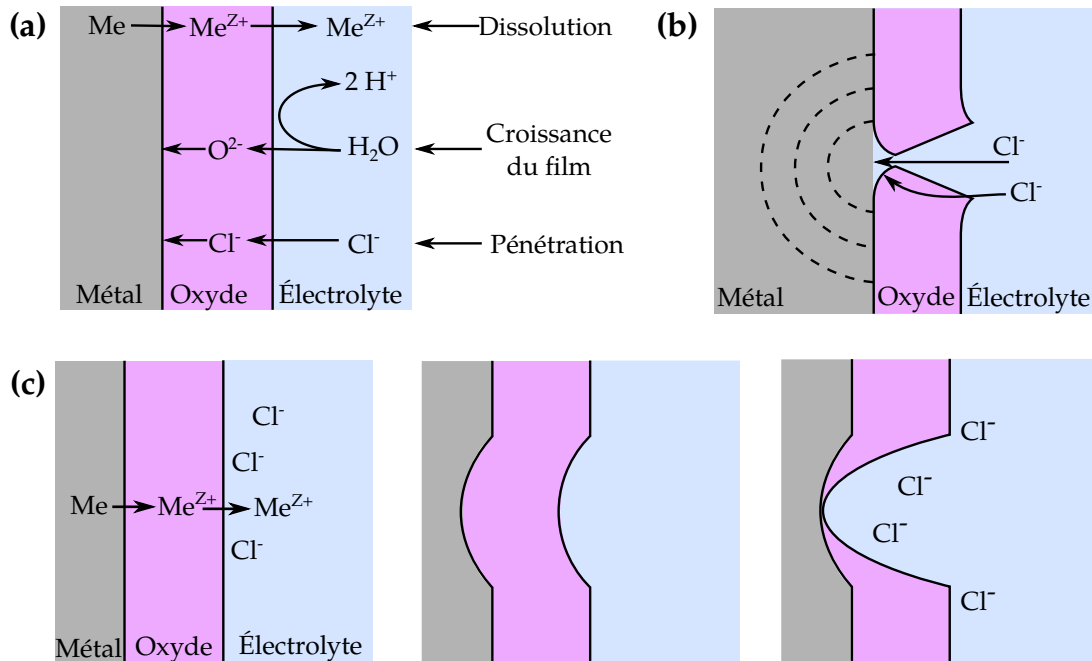 (a)
Me Me^{Z+} Me^{Z+} Dissolution
2 H⁺
O²⁻ H₂O Croissance
du film
Cl⁻ Cl⁻ Pénétration
Métal Oxyde Électrolyte
(b)
Cl⁻
Cl⁻
Métal Oxyde Électrolyte
(c)
Cl⁻
Cl⁻
Me Me^{Z+} Me^{Z+}
Cl⁻
Métal Oxyde Électrolyte
Cl⁻
Cl⁻
Cl⁻
Cl⁻